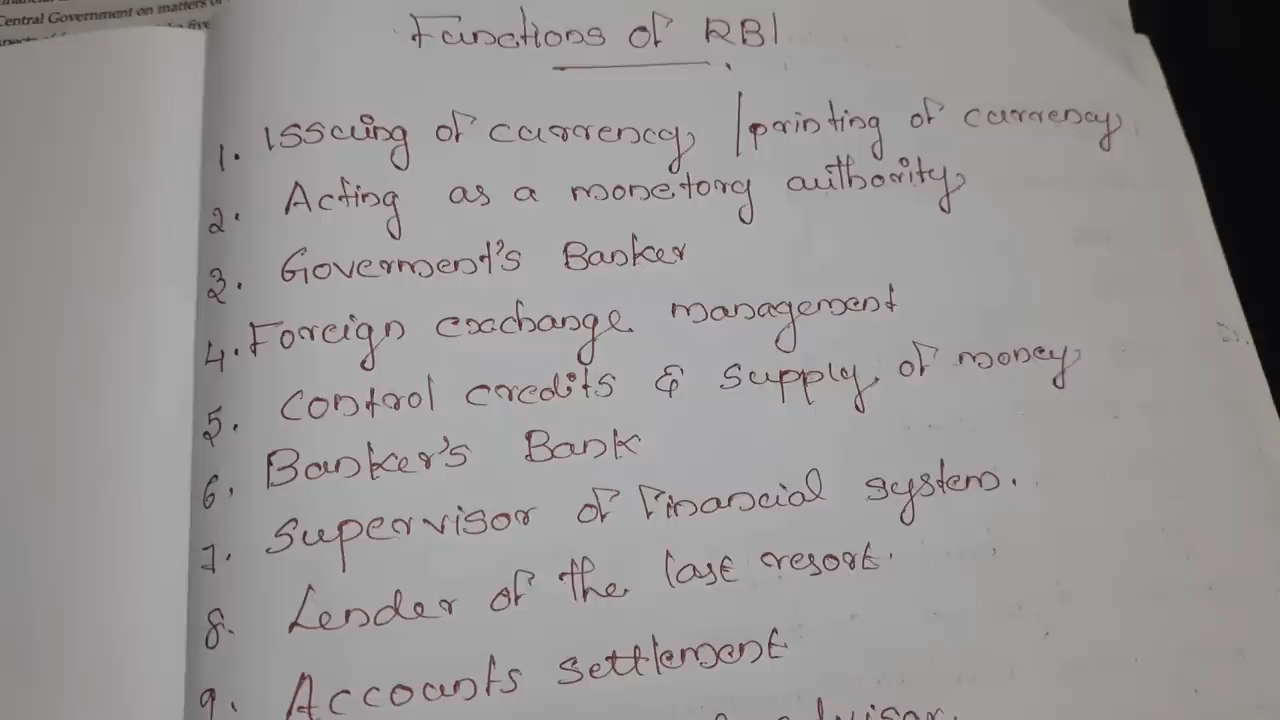 Central Government on matters of
five
Functions of RBI
1. Issuing of currency /printing of currency
2. Acting as a monetory authority
3. Government's Banker
4. Foreign exchange management
5. Control credits & supply of money
6. Banker's Bank
7. Supervisor of Financial system.
8. Lender of the last resort.
9. Accounts settlement